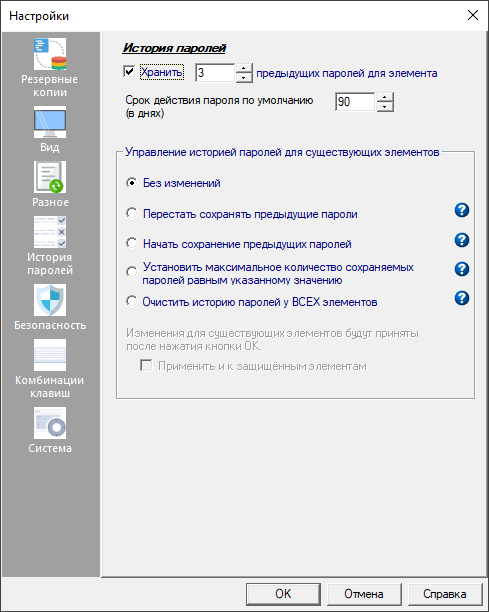 Настройки
Резервные
копии
Вид
Разное
История
паролей
Безопасность
Комбинации
клавиш
Система
История паролей
Хранить 3 предыдущих паролей для элемента
Срок действия пароля по умолчанию 90
(в днях)
Управление историей паролей для существующих элементов
Без изменений
Перестать сохранять предыдущие пароли ?
Начать сохранение предыдущих паролей ?
Установить максимальное количество сохраняемых ?
паролей равным указанному значению
Очистить историю паролей у ВСЕХ элементов ?
Изменения для существующих элементов будут приняты
после нажатия кнопки OK.
Применить и к защищённым элементам
OK Отмена Справка